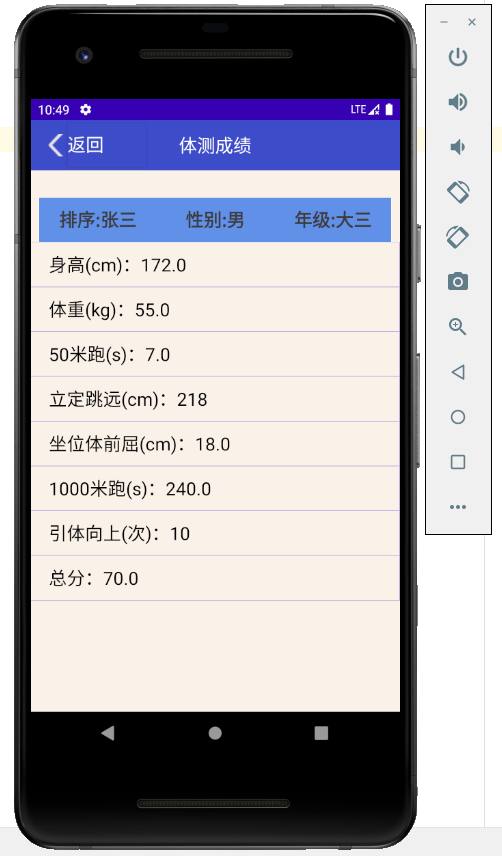 10:49 LTE
返回 体测成绩
排序:张三 性别:男 年级:大三
身高(cm)：172.0
体重(kg)：55.0
50米跑(s)：7.0
立定跳远(cm)：218
坐位体前屈(cm)：18.0
1000米跑(s)：240.0
引体向上(次)：10
总分：70.0